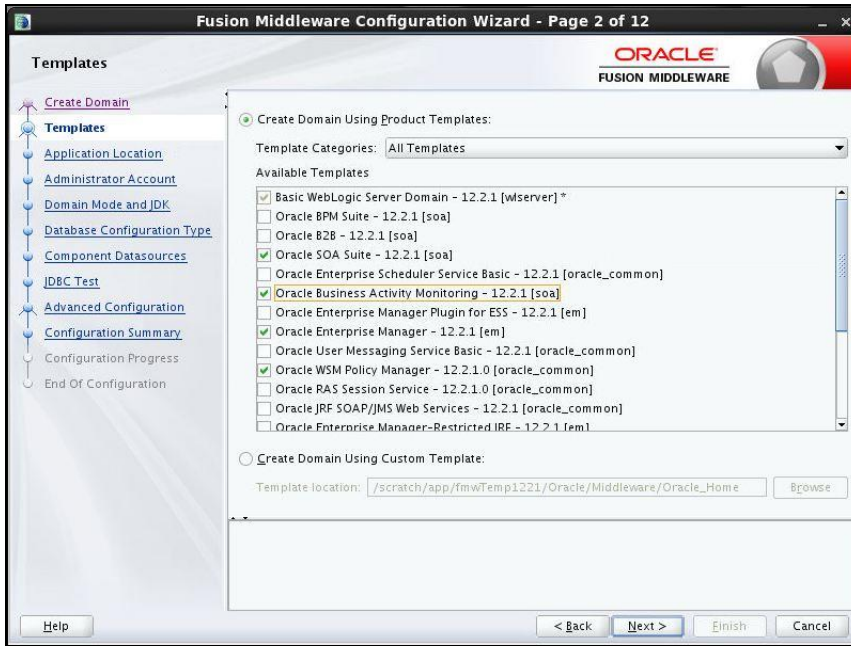 Fusion Middleware Configuration Wizard - Page 2 of 12
Templates
ORACLE
FUSION MIDDLEWARE
Create Domain
Templates
Application Location
Administrator Account
Domain Mode and JDK
Database Configuration Type
Component Datasources
JDBC Test
Advanced Configuration
Configuration Summary
Configuration Progress
End Of Configuration
Create Domain Using Product Templates:
Template Categories: All Templates
Available Templates
Basic WebLogic Server Domain - 12.2.1 [wlserver] *
Oracle BPM Suite - 12.2.1 [soa]
Oracle B2B - 12.2.1 [soa]
Oracle SOA Suite - 12.2.1 [soa]
Oracle Enterprise Scheduler Service Basic - 12.2.1 [oracle_common]
Oracle Business Activity Monitoring - 12.2.1 [soa]
Oracle Enterprise Manager Plugin for ESS - 12.2.1 [em]
Oracle Enterprise Manager - 12.2.1 [em]
Oracle User Messaging Service Basic - 12.2.1 [oracle_common]
Oracle WSM Policy Manager - 12.2.1.0 [oracle_common]
Oracle RAS Session Service - 12.2.1.0 [oracle_common]
Oracle JRF SOAP/JMS Web Services - 12.2.1 [oracle_common]
Oracle Enterprise Manager-Restricted JRF - 12.2.1 [em]
Create Domain Using Custom Template:
Template location: /scratch/app/fmwTemp1221/Oracle/Middleware/Oracle_Home Browse
Help < Back Next > Finish Cancel